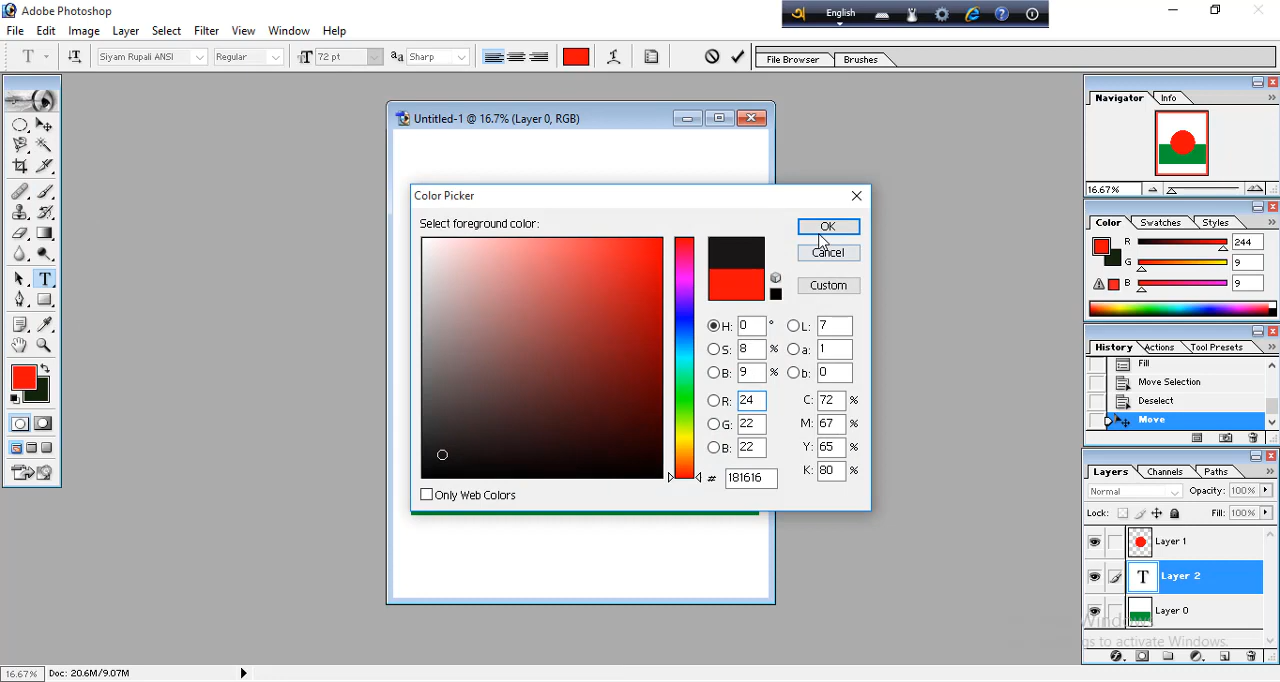 Adobe Photoshop
English
File Edit Image Layer Select Filter View Window Help
Siyam Rupali ANSI Regular 72 pt aa Sharp File Browser Brushes
Untitled-1 @ 16.7% (Layer 0, RGB)
Navigator Info
16.67%
Color Picker
Select foreground color:
OK
Cancel
Custom
H: 0 ° L: 7
S: 8 % a: 1
B: 9 % b: 0
R: 24 C: 72 %
G: 22 M: 67 %
B: 22 Y: 65 %
# 181616 K: 80 %
Only Web Colors
Color Swatches Styles
R 244
G 9
B 9
History Actions Tool Presets
Fill
Move Selection
Deselect
Move
Layers Channels Paths
Normal Opacity: 100%
Lock: Fill: 100%
Layer 1
T Layer 2
Layer 0
to activate Windows.
16.67% Doc: 20.6M/9.07M